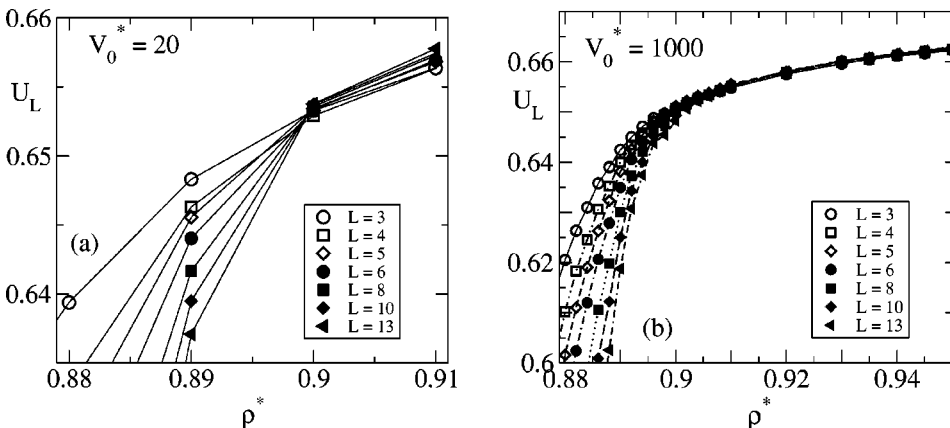 V₀* = 20
U_L
0.66
0.65
0.64
(a)
L = 3
L = 4
L = 5
L = 6
L = 8
L = 10
L = 13
0.88
0.89
0.9
0.91
ρ*
V₀* = 1000
U_L
0.66
0.64
0.62
0.6
(b)
L = 3
L = 4
L = 5
L = 6
L = 8
L = 10
L = 13
0.88
0.9
0.92
0.94
ρ*